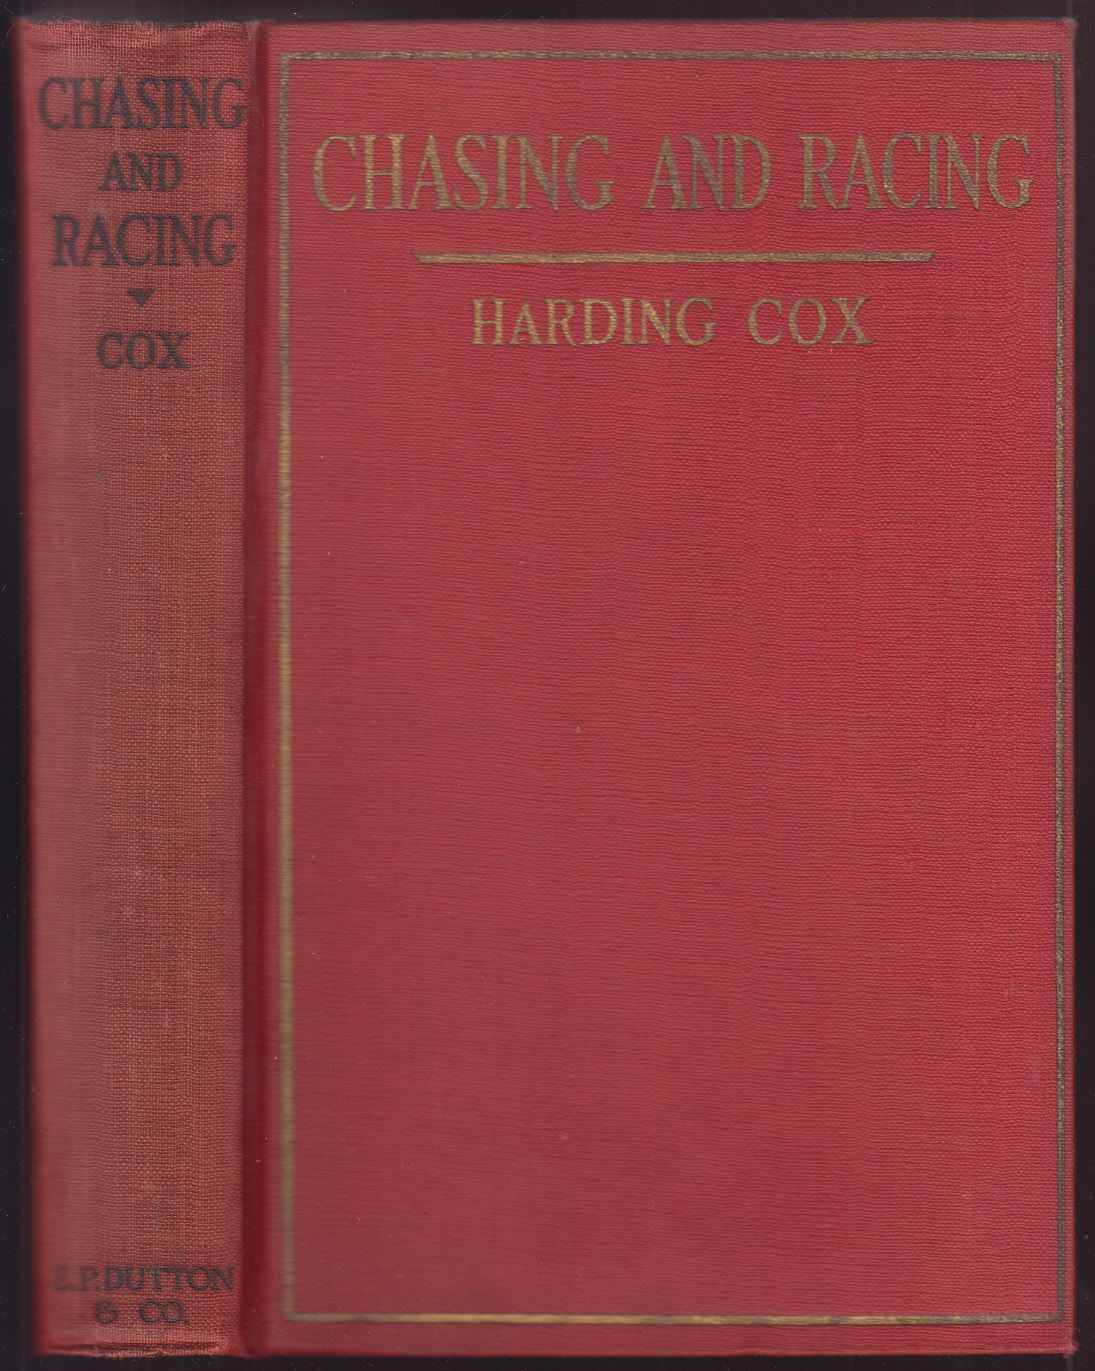 CHASING
AND
RACING
COX
E.P. DUTTON
& CO.
CHASING AND RACING
HARDING COX